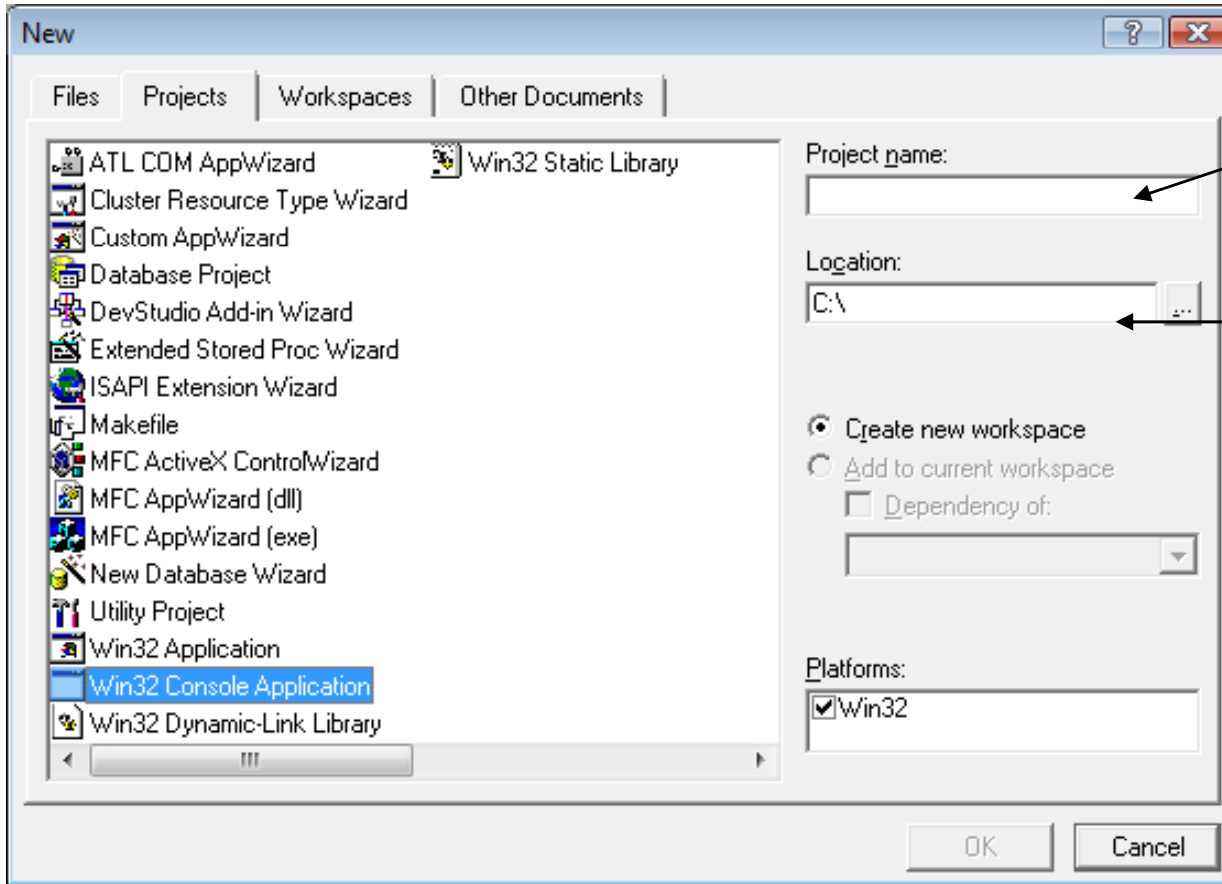 New
Files
Projects
Workspaces
Other Documents
ATL COM AppWizard
Cluster Resource Type Wizard
Custom AppWizard
Database Project
DevStudio Add-in Wizard
Extended Stored Proc Wizard
ISAPI Extension Wizard
Makefile
MFC ActiveX ControlWizard
MFC AppWizard (dll)
MFC AppWizard (exe)
New Database Wizard
Utility Project
Win32 Application
Win32 Console Application
Win32 Dynamic-Link Library
Win32 Static Library
Project name:
Location:
C:\
...
Create new workspace
Add to current workspace
Dependency of:
Platforms:
Win32
OK
Cancel